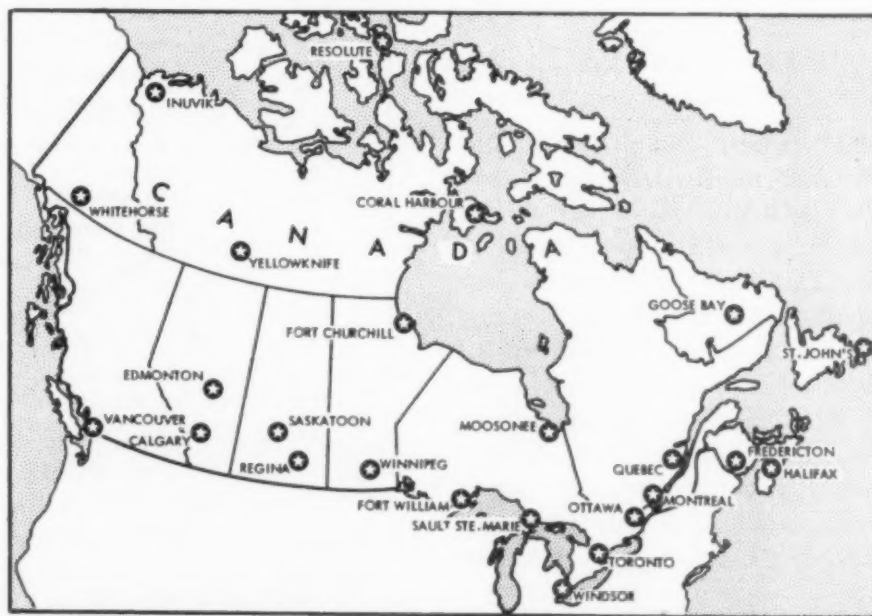 RESOLUTE
INUVIK
CORAL HARBOUR
WHITEHORSE
CANADA
YELLOWKNIFE
GOOSE BAY
FORT CHURCHILL
ST. JOHN'S
EDMONTON
VANCOUVER
SASKATOON
MOOSONEE
CALGARY
FREDERICTON
REGINA
WINNIPEG
QUEBEC
HALIFAX
FORT WILLIAM
MONTREAL
OTTAWA
SAULT STE. MARIE
TORONTO
WINDSOR